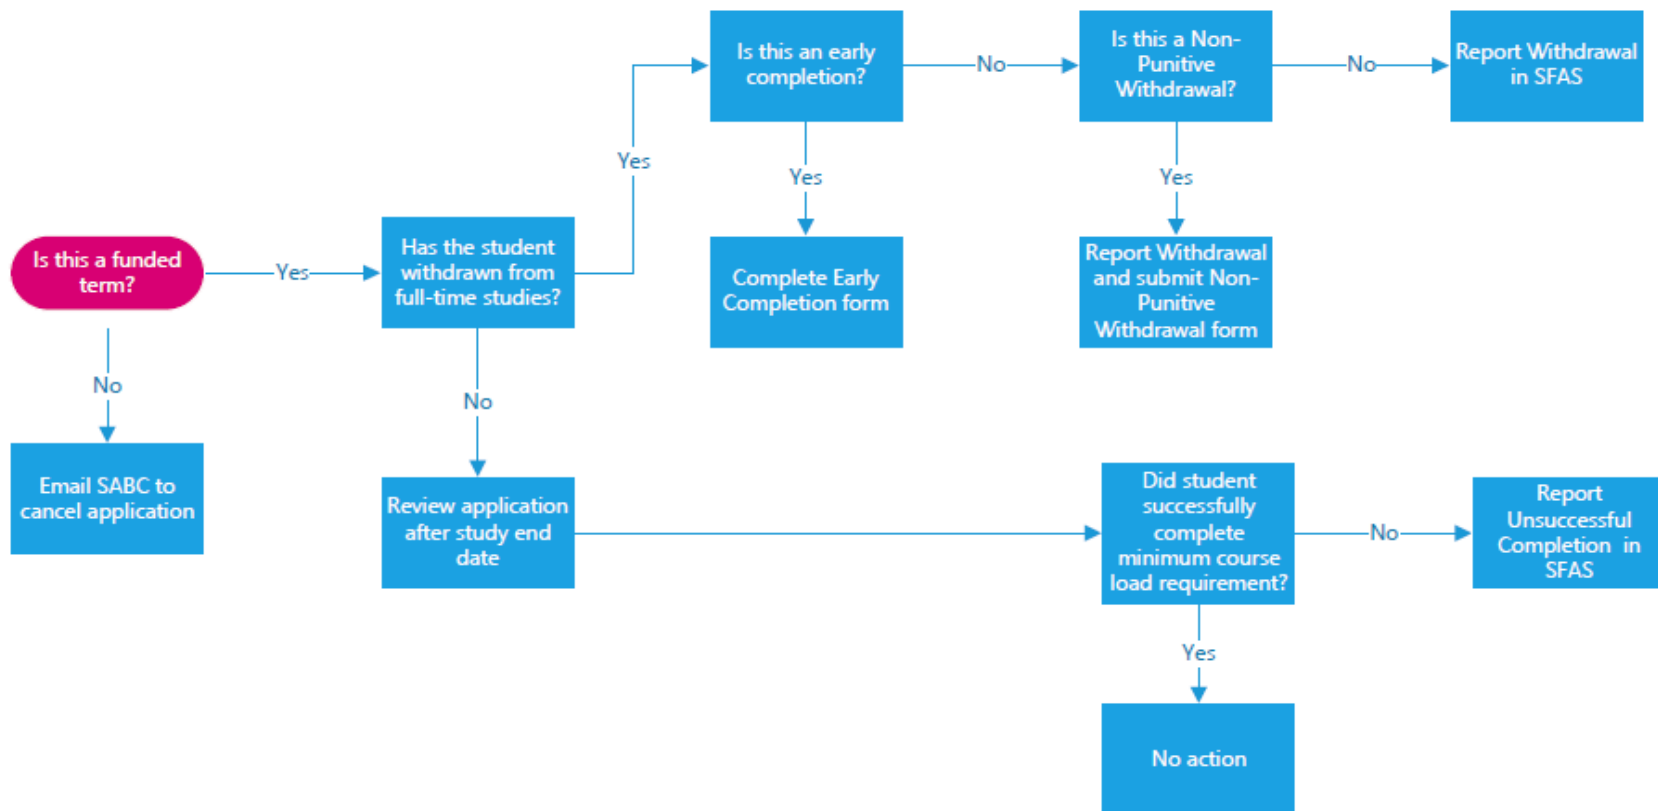 Is this an early
completion?
No
Is this a Non-
Punitive
Withdrawal?
No
Report Withdrawal
in SFAS
Yes
Yes
Yes
Is this a funded
term?
Yes
Has the student
withdrawn from
full-time studies?
Complete Early
Completion form
Report Withdrawal
and submit Non-
Punitive
Withdrawal form
No
No
Email SABC to
cancel application
Review application
after study end
date
Did student
successfully
complete
minimum course
load requirement?
No
Report
Unsuccessful
Completion in
SFAS
Yes
No action